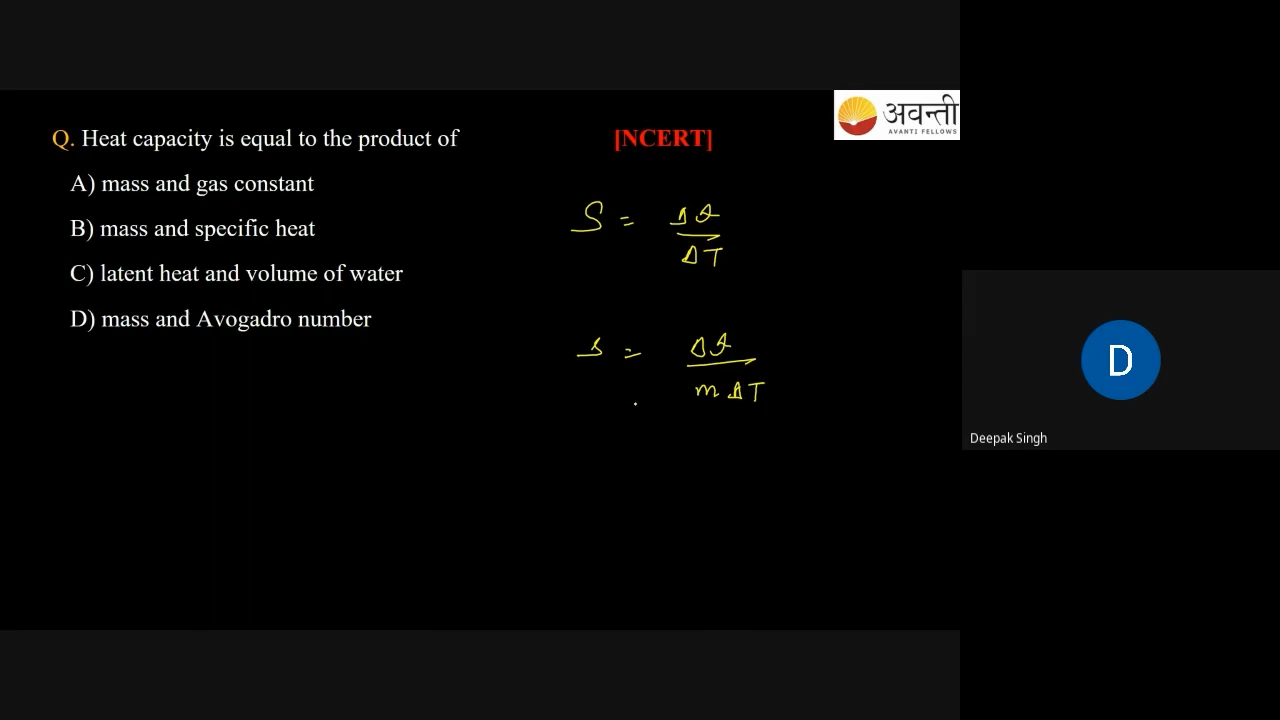 Q. Heat capacity is equal to the product of [NCERT]
A) mass and gas constant
B) mass and specific heat
C) latent heat and volume of water
D) mass and Avogadro number
S = ΔQ
ΔT
s = ΔQ
m ΔT
अवन्ती
AVANTI FELLOWS
D
Deepak Singh